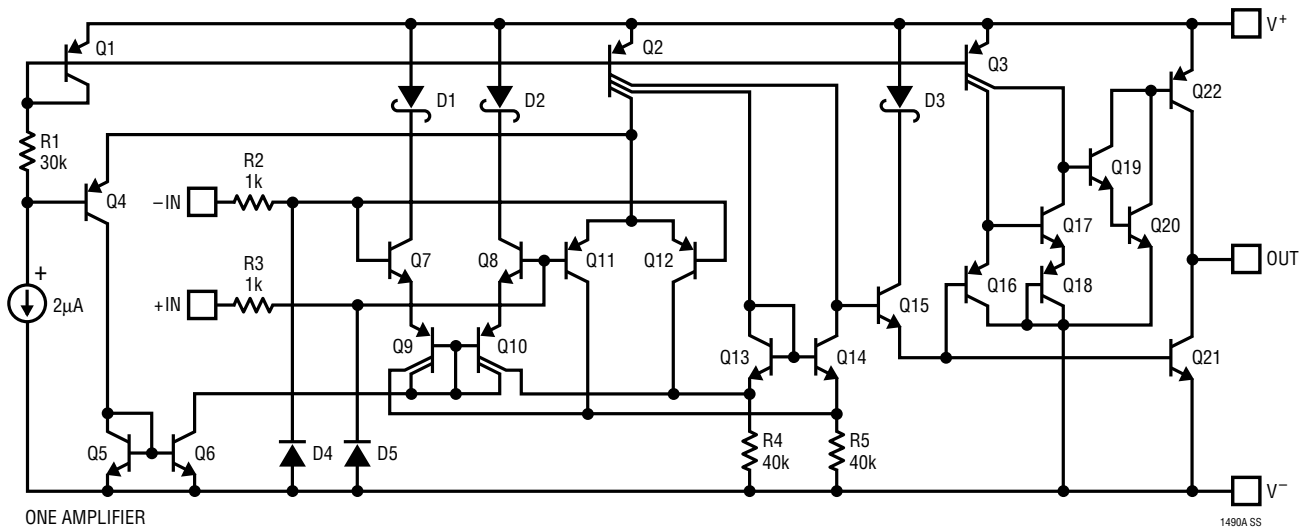 V+
Q1
Q2
Q3
Q22
D1
D2
D3
R1
30k
Q19
R2
1k
Q4
–IN
Q17
Q20
Q7
Q8
Q11
Q12
OUT
R3
1k
+
2µA
+IN
Q16
Q18
Q15
Q9
Q10
Q13
Q14
Q21
Q5
Q6
D4
D5
R4
40k
R5
40k
V–
ONE AMPLIFIER
1490A SS